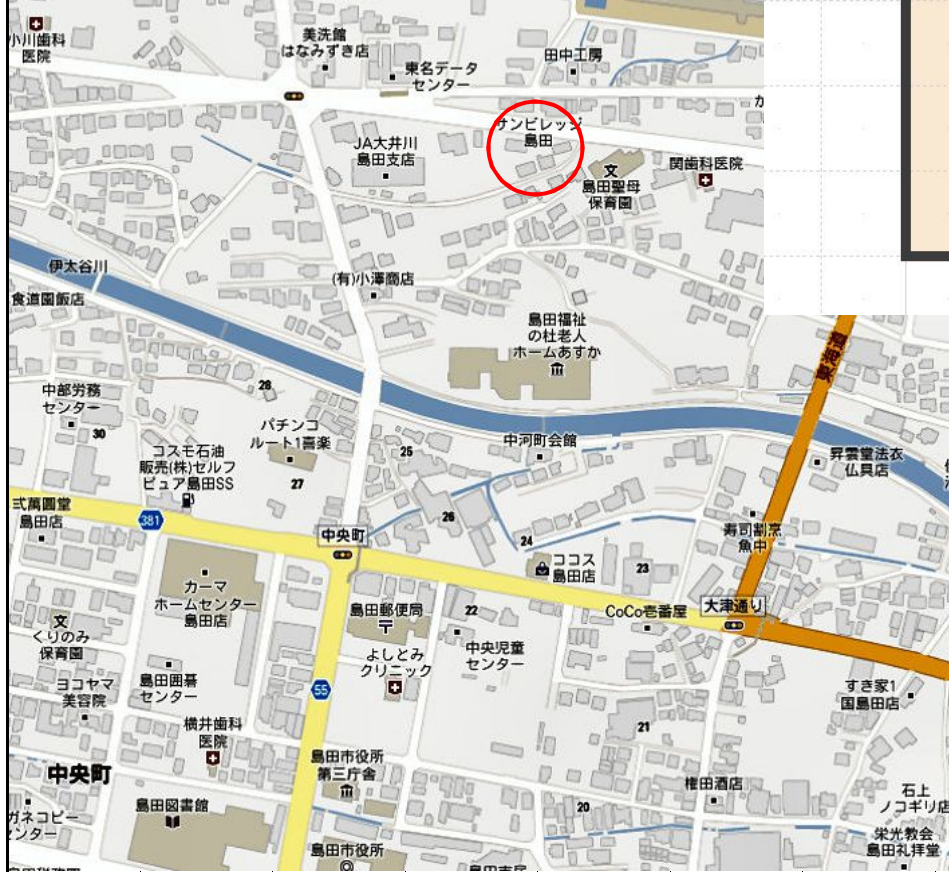 小川歯科
医院
美洗館
はなみずき店
東名データ
センター
田中工房
か
JA大井川
島田支店
サンビレッジ
島田
文
島田聖母
保育園
関歯科医院
伊太谷川
食道園飯店
(有)小澤商店
島田福祉
の杜老人
ホームあすか
東海道
中部労務
センター
30
28
パチンコ
ルート1喜楽
27
コスモ石油
販売(株)セルフ
ピュア島田SS
25
中河町会館
昇雲堂法衣
仏具店
弐萬圓堂
島田店
381
中央町
26
24
寿司割烹
魚中
カーマ
ホームセンター
島田店
ココス
島田店
23
CoCo壱番屋
大津通り
文
くりのみ
保育園
島田郵便局
〒
22
中央児童
センター
よしとみ
クリニック
ヨコヤマ
美容院
島田囲碁
センター
55
すき家1
国島田店
横井歯科
医院
21
中央町
島田市役所
第三庁舎
権田酒店
石上
ノコギリ店
ガネコピー
センター
島田図書館
20
栄光教会
島田礼拝堂
島田市役所